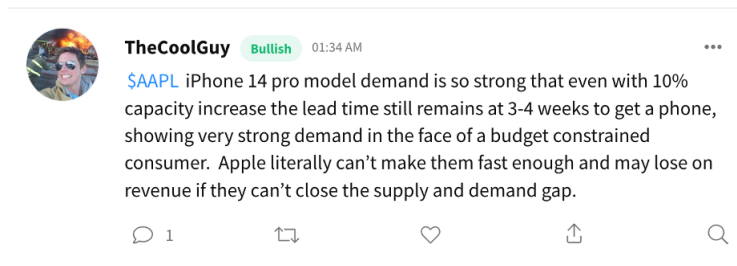 TheCoolGuy Bullish 01:34 AM
$AAPL iPhone 14 pro model demand is so strong that even with 10%
capacity increase the lead time still remains at 3-4 weeks to get a phone,
showing very strong demand in the face of a budget constrained
consumer.  Apple literally can’t make them fast enough and may lose on
revenue if they can’t close the supply and demand gap.
1